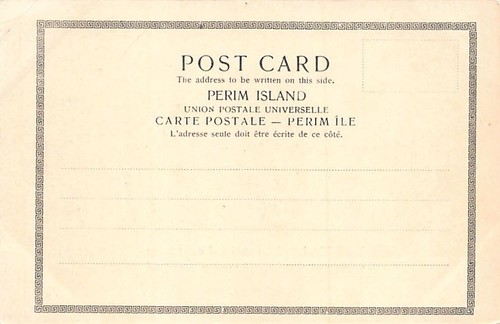 POST CARD
The address to be written on this side.
PERIM ISLAND
UNION POSTALE UNIVERSELLE
CARTE POSTALE — PERIM ÎLE
L'adresse seule doit être écrite de ce côté.